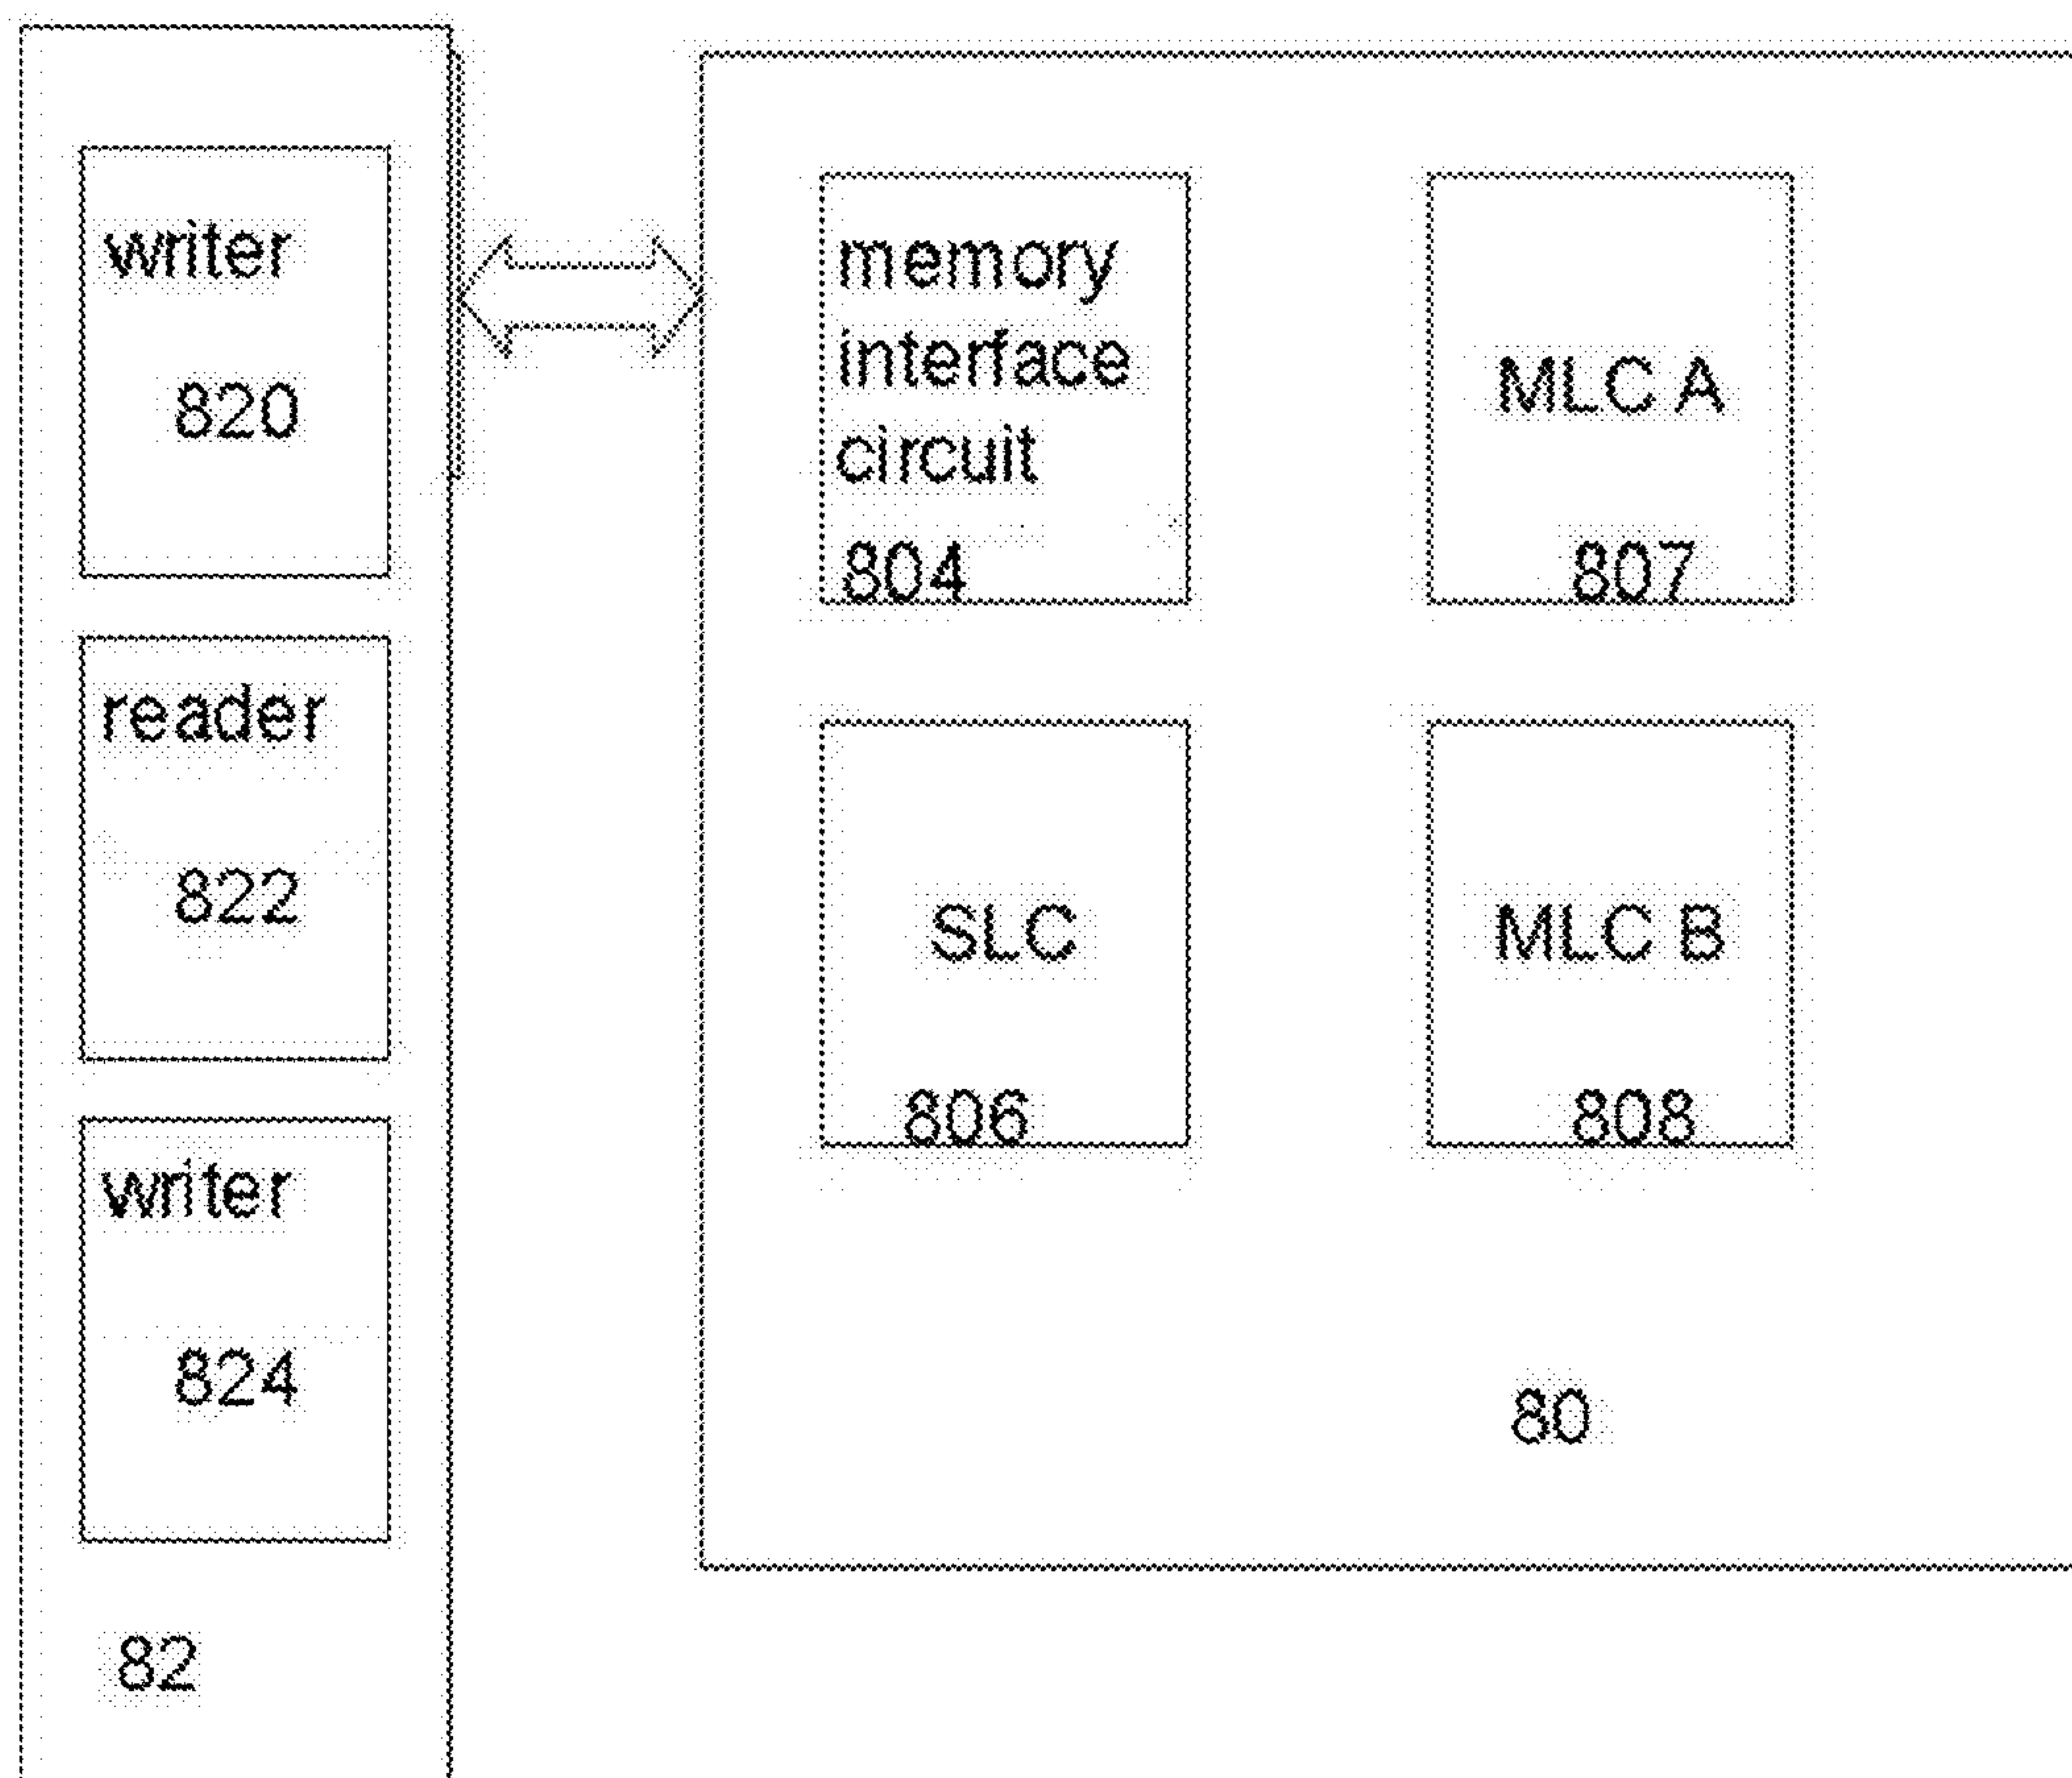 writer
820
reader
822
writer
824
82
memory
interface
circuit
804
MLC A
807
SLC
806
MLC B
808
80